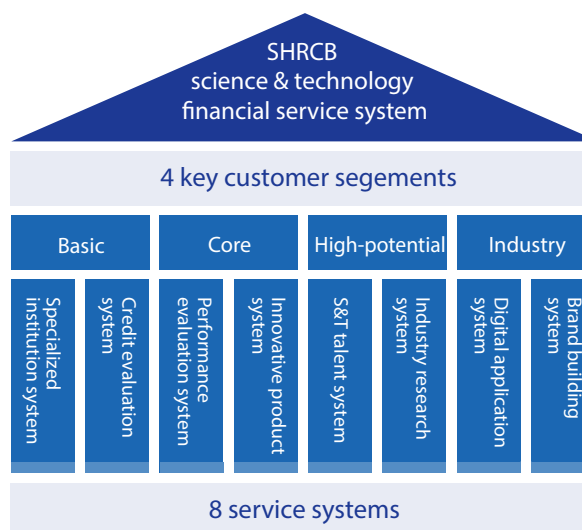 SHRCB
science & technology
financial service system
4 key customer segements
Basic
Core
High-potential
Industry
Specialized
institution system
Credit evaluation
system
Performance
evaluation system
Innovative product
system
S&T talent system
Industry research
system
Digital application
system
Brand building
system
8 service systems